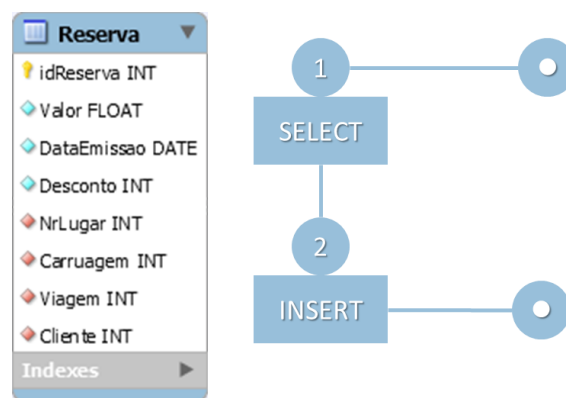 Reserva
idReserva INT
Valor FLOAT
DataEmissao DATE
Desconto INT
NrLugar INT
Carruagem INT
Viagem INT
Cliente INT
Indexes
1
SELECT
2
INSERT